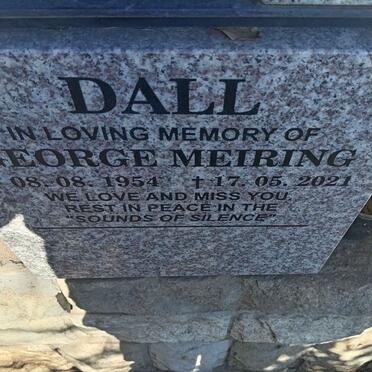 DALL
IN LOVING MEMORY OF
GEORGE MEIRING
08. 08. 1954 † 17. 05. 2021
WE LOVE AND MISS YOU.
REST IN PEACE IN THE
"SOUNDS OF SILENCE"